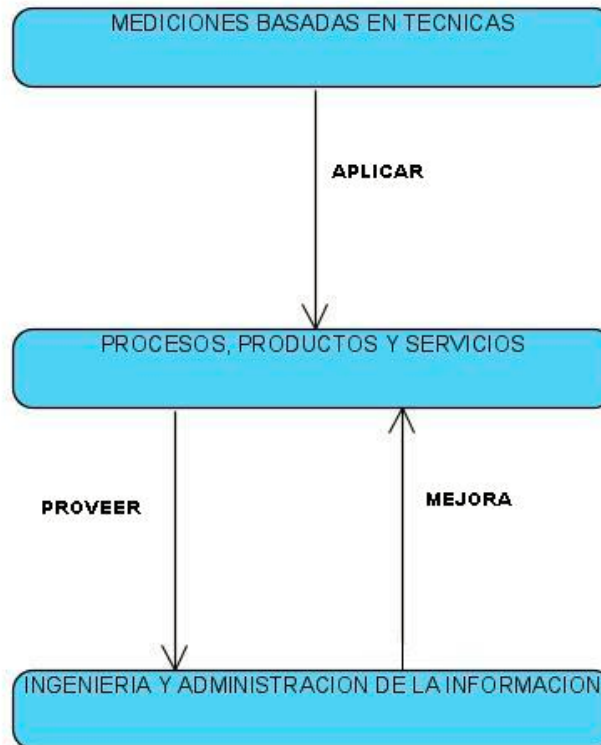 MEDICIONES BASADAS EN TECNICAS
APLICAR
PROCESOS, PRODUCTOS Y SERVICIOS
PROVEER
MEJORA
INGENIERIA Y ADMINISTRACION DE LA INFORMACION